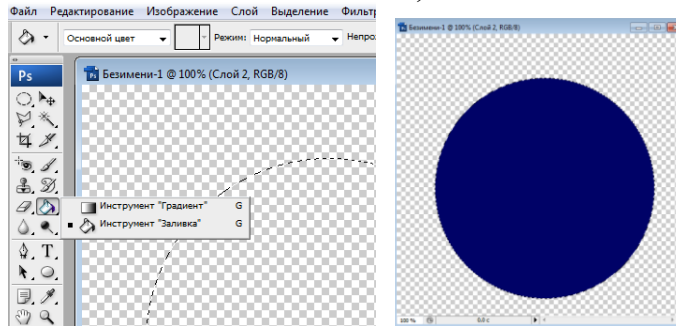 Файл Редактирование Изображение Слой Выделение Фильтр
Основной цвет Режим: Нормальный Непроз
Ps
Ps Безимени-1 @ 100% (Слой 2, RGB/8)
Инструмент "Градиент" G
Инструмент "Заливка" G
T
Безимени-1 @ 100% (Слой 2, RGB/8)
100 %